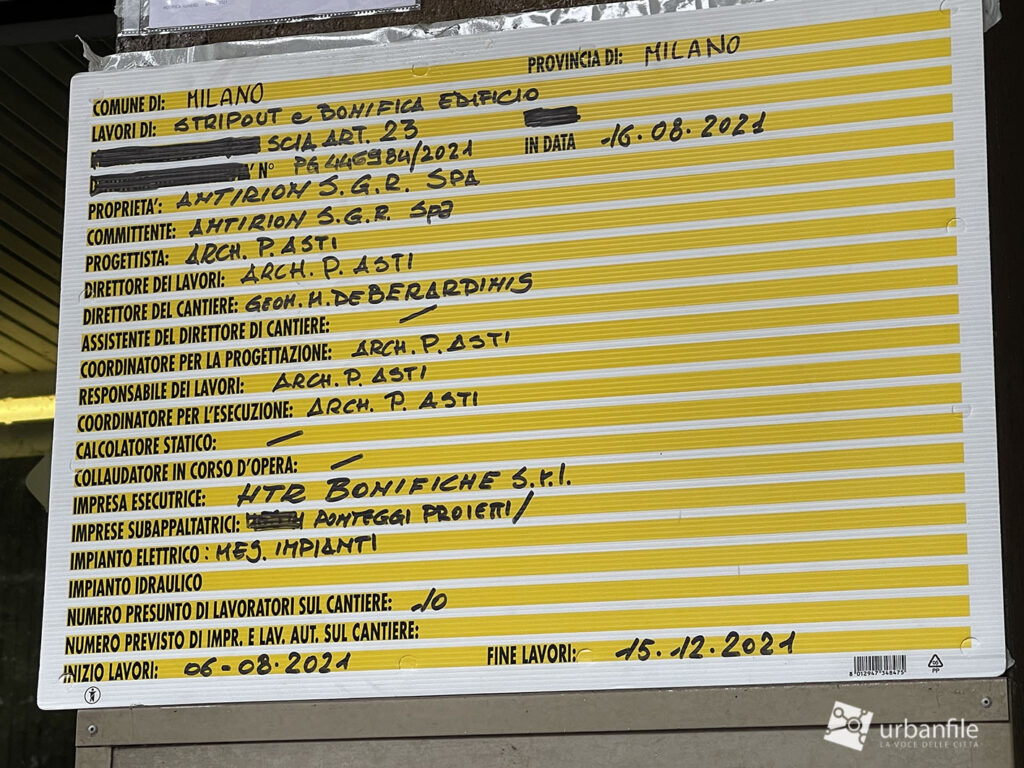 COMUNE DI: MILANO PROVINCIA DI: MILANO
LAVORI DI: STRIPOUT e BONIFICA EDIFICIO
SCIA ART. 23
N° PG 446984/2021 IN DATA 16.08.2021
PROPRIETA': ANTIRION S.G.R. SPA
COMMITTENTE: ANTIRION S.G.R. Spa
PROGETTISTA: ARCH. P. ASTI
DIRETTORE DEI LAVORI: ARCH. P. ASTI
DIRETTORE DEL CANTIERE: GEOM. M. DEBERARDINIS
ASSISTENTE DEL DIRETTORE DI CANTIERE: /
COORDINATORE PER LA PROGETTAZIONE: ARCH. P. ASTI
RESPONSABILE DEI LAVORI: ARCH. P. ASTI
COORDINATORE PER L'ESECUZIONE: ARCH. P. ASTI
CALCOLATORE STATICO: /
COLLAUDATORE IN CORSO D'OPERA: /
IMPRESA ESECUTRICE: HTR BONIFICHE S.r.l.
IMPRESE SUBAPPALTATRICI: PONTEGGI PROIETTI/
IMPIANTO ELETTRICO: MES. IMPIANTI
IMPIANTO IDRAULICO
NUMERO PRESUNTO DI LAVORATORI SUL CANTIERE: 10
NUMERO PREVISTO DI IMPR. E LAV. AUT. SUL CANTIERE:
INIZIO LAVORI: 06-08.2021 FINE LAVORI: 15.12.2021
8 012947 348475
PP
urbanfile
LA VOCE DELLE CITTÀ